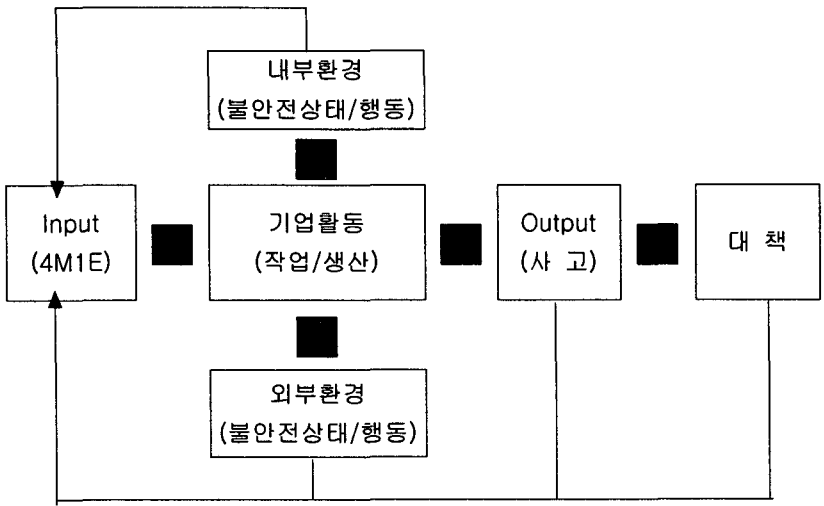 내부환경
(불안전상태/행동)
Input
(4M1E)
기업활동
(작업/생산)
Output
(사 고)
대 책
외부환경
(불안전상태/행동)